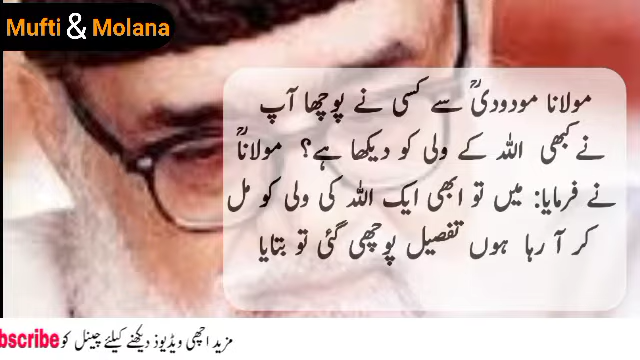 Mufti & Molana
مولانا مودودیؒ سے کسی نے پوچھا آپ
نے کبھی اللہ کے ولی کو دیکھا ہے؟ مولاناؒ
نے فرمایا: میں تو ابھی ایک اللہ کی ولی کو مل
کر آ رہا ہوں تفصیل پوچھی گئی تو بتایا
مزید اچھی ویڈیوز دیکھنے کیلئے چینل کو bscribe